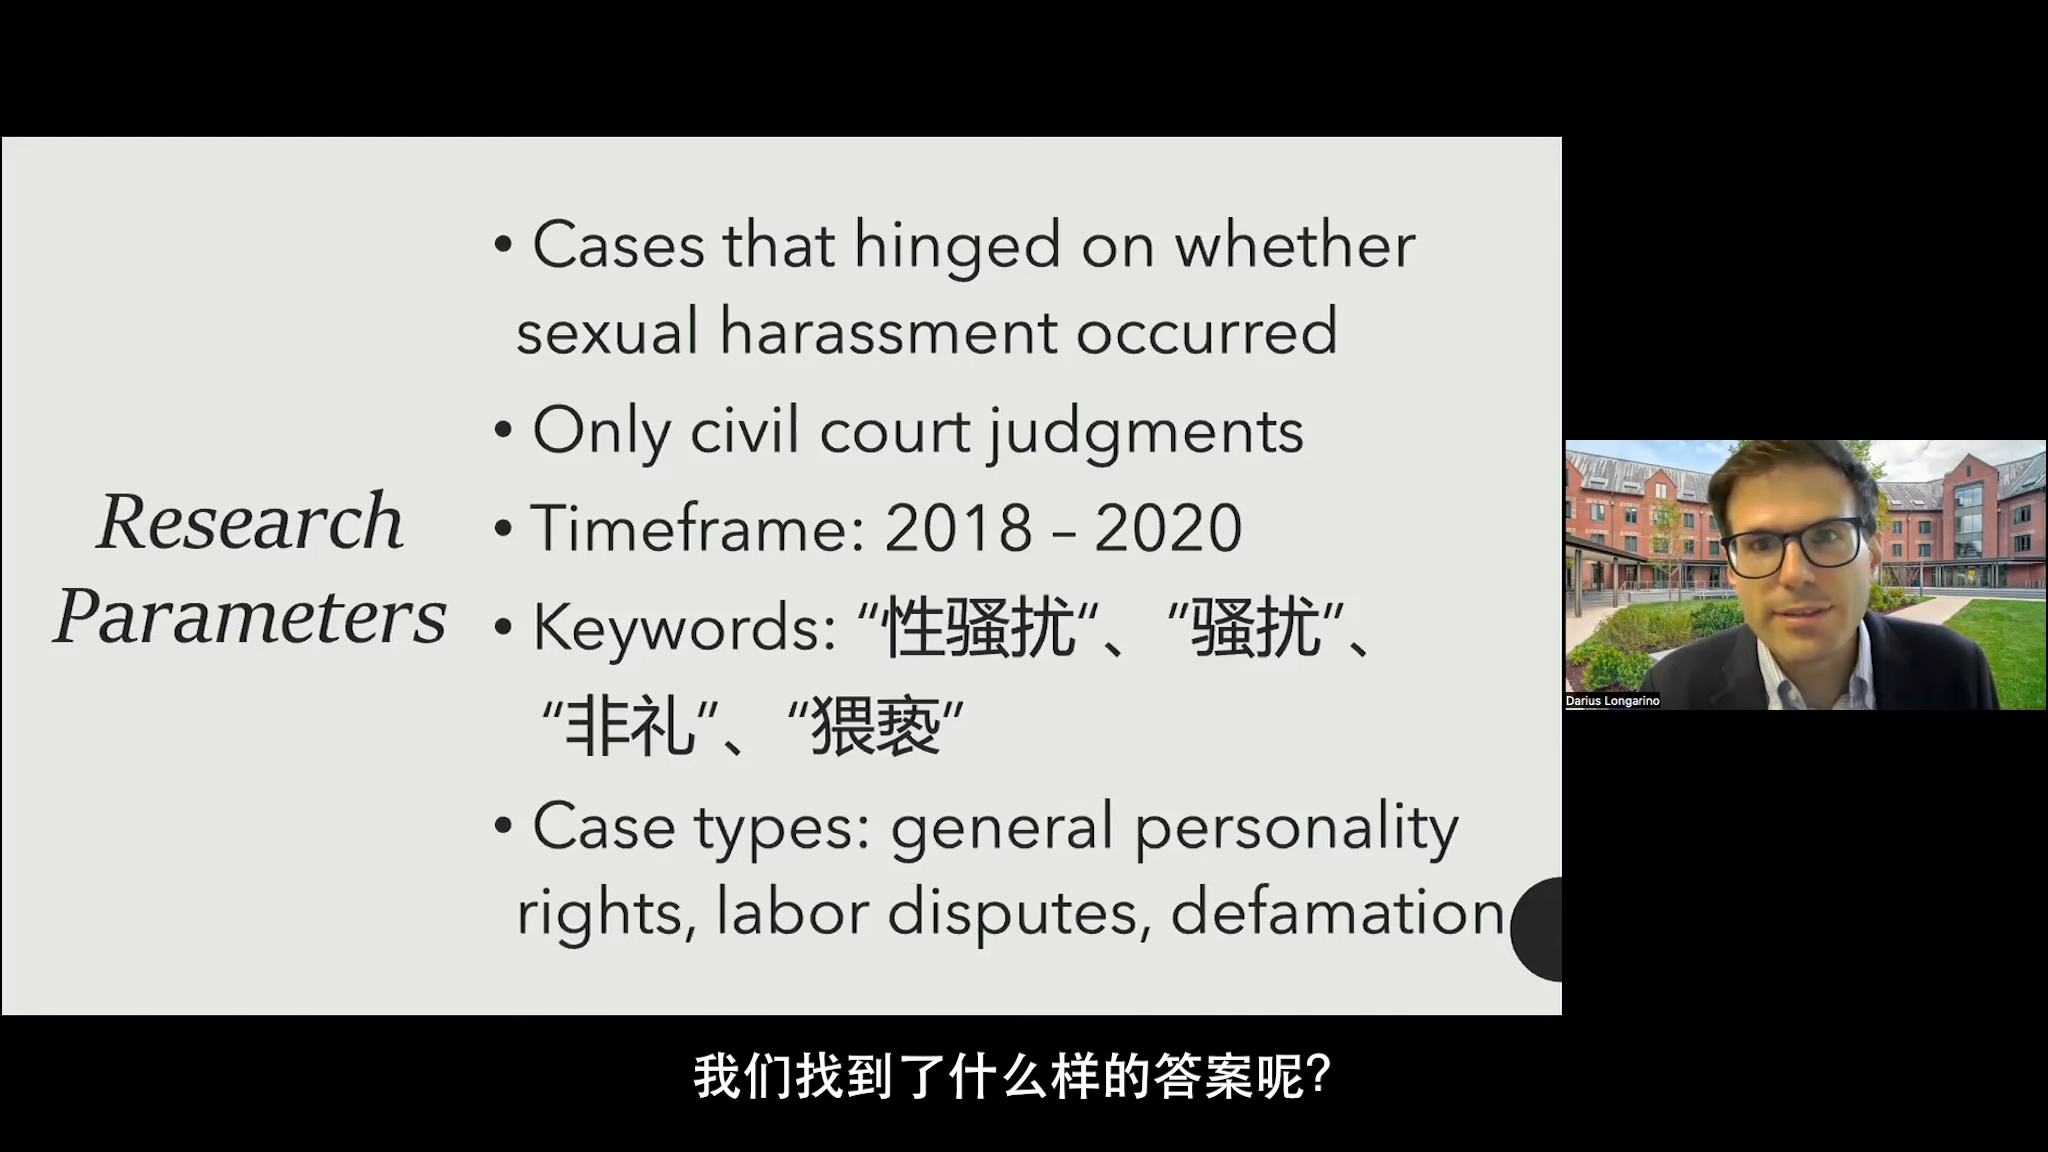 Research
Parameters
• Cases that hinged on whether
sexual harassment occurred
• Only civil court judgments
• Timeframe: 2018 – 2020
• Keywords: “性骚扰“、”骚扰”、
“非礼”、“猥亵”
• Case types: general personality
rights, labor disputes, defamation
Darius Longarino
我们找到了什么样的答案呢?